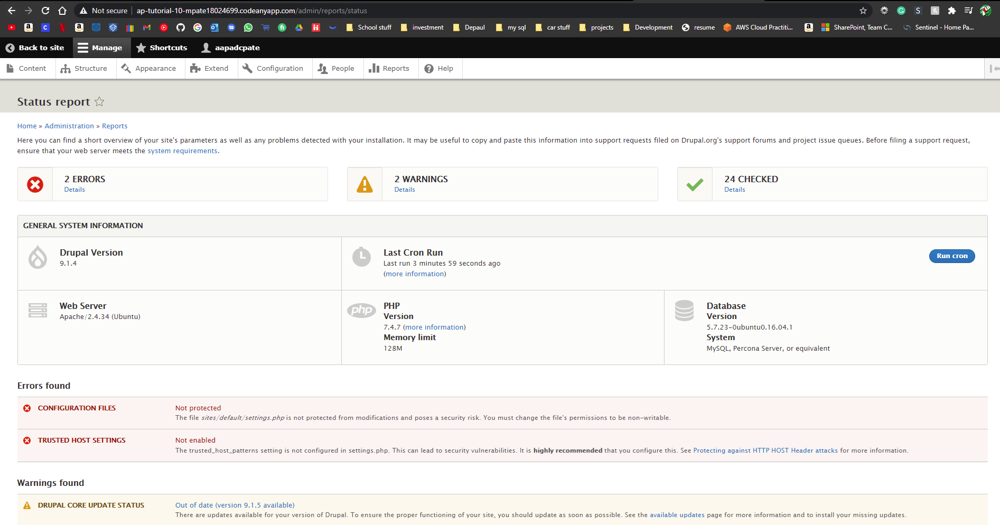 Not secure | ap-tutorial-10-mpate18024699.codeanyapp.com/admin/reports/status
School stuff investment Depaul my sql car stuff projects Development resume AWS Cloud Practiti... SharePoint, Team C... Sentinel - Home Pa...
Back to site Manage Shortcuts aapadcpate
Content Structure Appearance Extend Configuration People Reports Help
Status report
Home » Administration » Reports
Here you can find a short overview of your site's parameters as well as any problems detected with your installation. It may be useful to copy and paste this information into support requests filed on Drupal.org's support forums and project issue queues. Before filing a support request,
ensure that your web server meets the system requirements.
2 ERRORS
Details
2 WARNINGS
Details
24 CHECKED
Details
GENERAL SYSTEM INFORMATION
Drupal Version
9.1.4
Last Cron Run
Last run 3 minutes 59 seconds ago
(more information)
Run cron
Web Server
Apache/2.4.34 (Ubuntu)
php
PHP
Version
7.4.7 (more information)
Memory limit
128M
Database
Version
5.7.23-0ubuntu0.16.04.1
System
MySQL, Percona Server, or equivalent
Errors found
CONFIGURATION FILES
Not protected
The file sites/default/settings.php is not protected from modifications and poses a security risk. You must change the file's permissions to be non-writable.
TRUSTED HOST SETTINGS
Not enabled
The trusted_host_patterns setting is not configured in settings.php. This can lead to security vulnerabilities. It is highly recommended that you configure this. See Protecting against HTTP HOST Header attacks for more information.
Warnings found
DRUPAL CORE UPDATE STATUS
Out of date (version 9.1.5 available)
There are updates available for your version of Drupal. To ensure the proper functioning of your site, you should update as soon as possible. See the available updates page for more information and to install your missing updates.